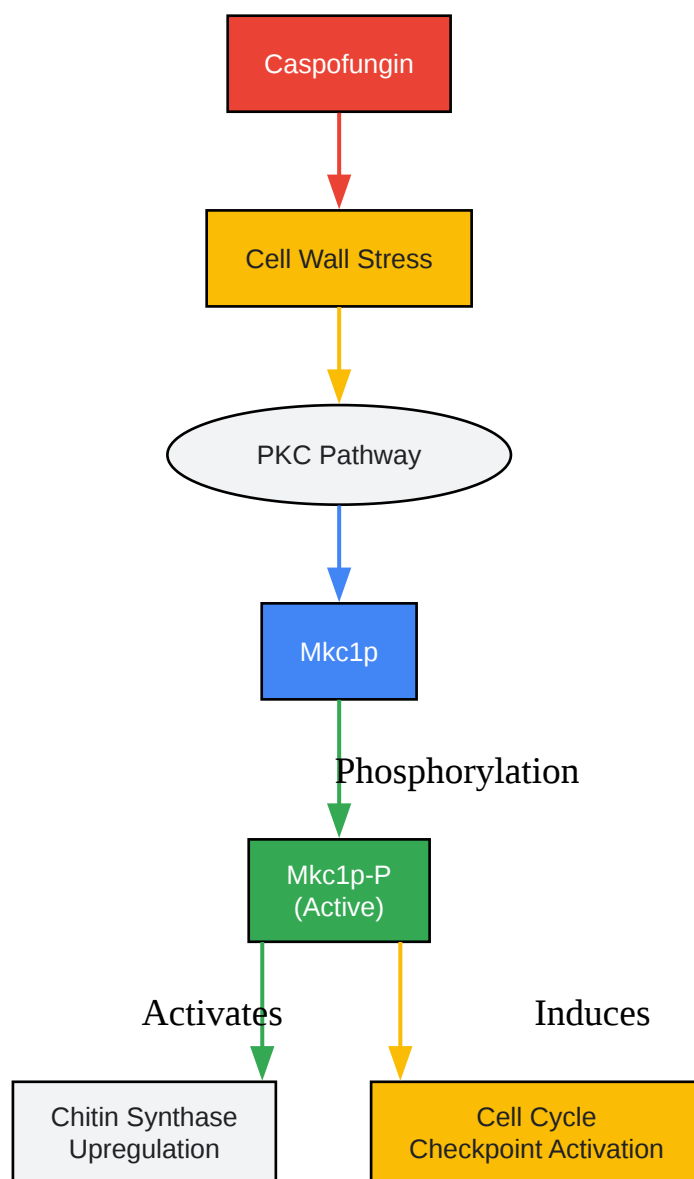 Caspofungin
Cell Wall Stress
PKC Pathway
Mkc1p
Phosphorylation
Mkc1p-P
(Active)
Activates
Induces
Chitin Synthase
Upregulation
Cell Cycle
Checkpoint Activation